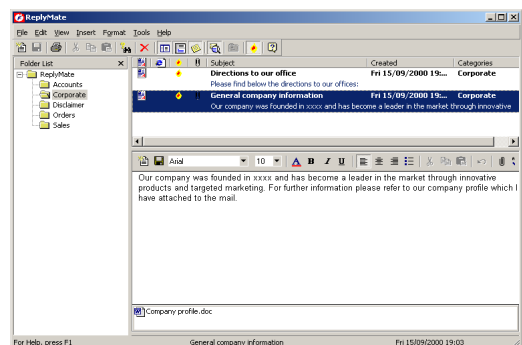 ReplyMate
File Edit View Insert Format Tools Help
Folder List
Subject Created Categories
ReplyMate
Accounts
Corporate
Disclaimer
Orders
Sales
Directions to our office Fri 15/09/2000 19:... Corporate
Please find below the directions to our offices:
General company information Fri 15/09/2000 19:... Corporate
Our company was founded in xxxx and has become a leader in the market through innovative
Arial 10 A B I U
Our company was founded in xxxx and has become a leader in the market through innovative
products and targeted marketing. For further information please refer to our company profile which I
have attached to the mail.
Company profile.doc
For Help, press F1 General company information Fri 15/09/2000 19:03